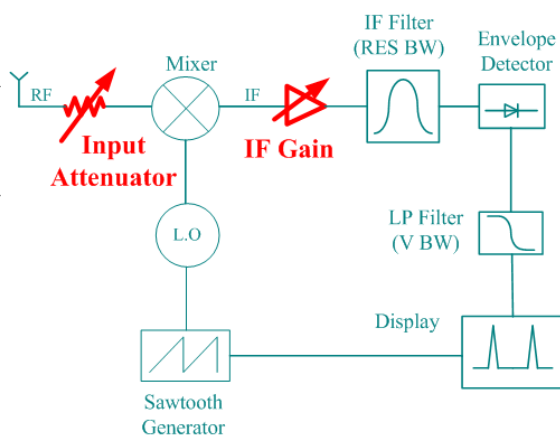 IF Filter
(RES BW)
Envelope
Detector
Mixer
RF
IF
Input
Attenuator
IF Gain
L.O
LP Filter
(V BW)
Display
Sawtooth
Generator